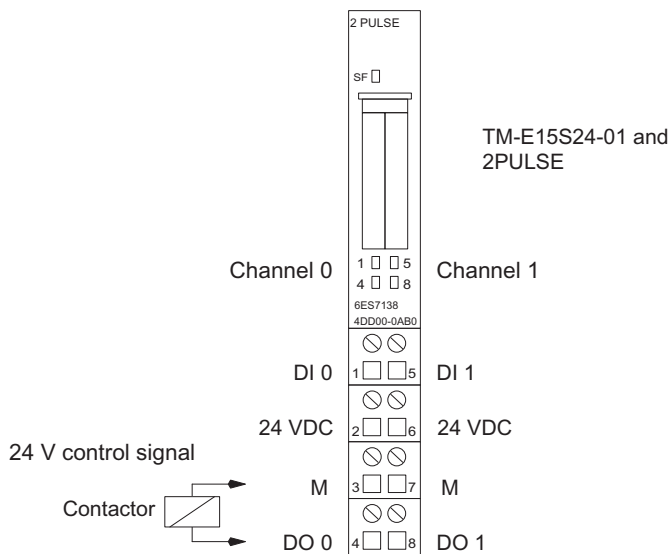 2 PULSE
SF
TM-E15S24-01 and
2PULSE
Channel 0 1 5 Channel 1
4 8
6ES7138
4DD00-0AB0
DI 0 1 5 DI 1
24 VDC 2 6 24 VDC
24 V control signal
M 3 7 M
Contactor
DO 0 4 8 DO 1